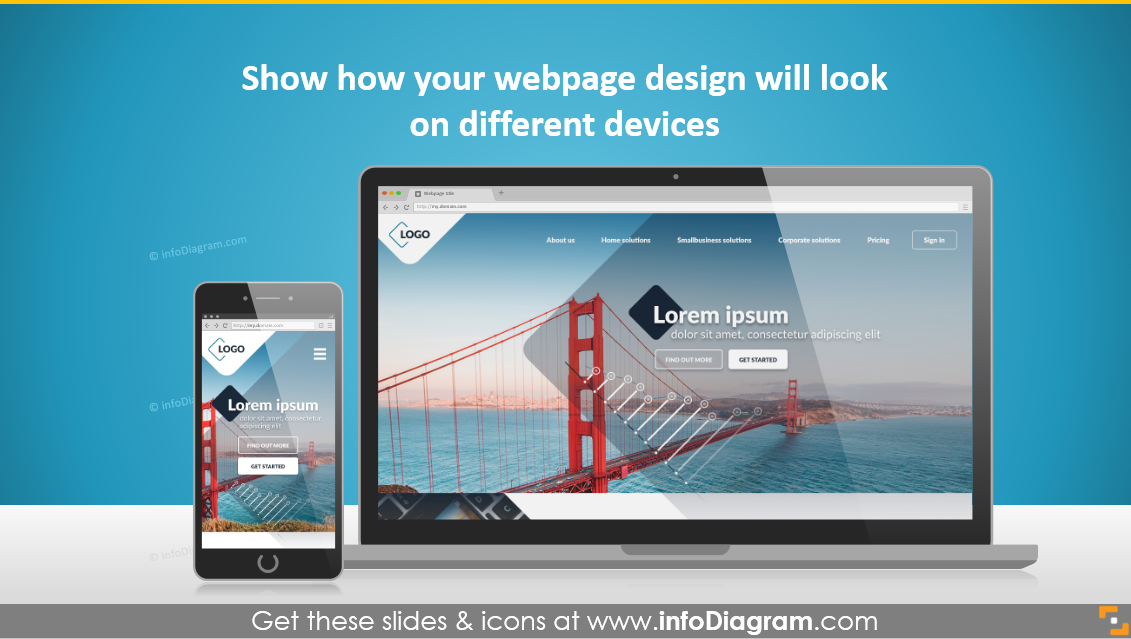 Show how your webpage design will look
on different devices
Webpage title
http://my.domain.com
LOGO
About us
Home solutions
Smallbusiness solutions
Corporate solutions
Pricing
Sign in
Lorem ipsum
dolor sit amet, consectetur adipiscing elit
FIND OUT MORE
GET STARTED
© infoDiagram.com
http://my.domain.com
LOGO
© infoDi
Lorem ipsum
dolor sit amet, consectetur
adipiscing elit
FIND OUT MORE
GET STARTED
© infoDia
Get these slides & icons at www.infoDiagram.com